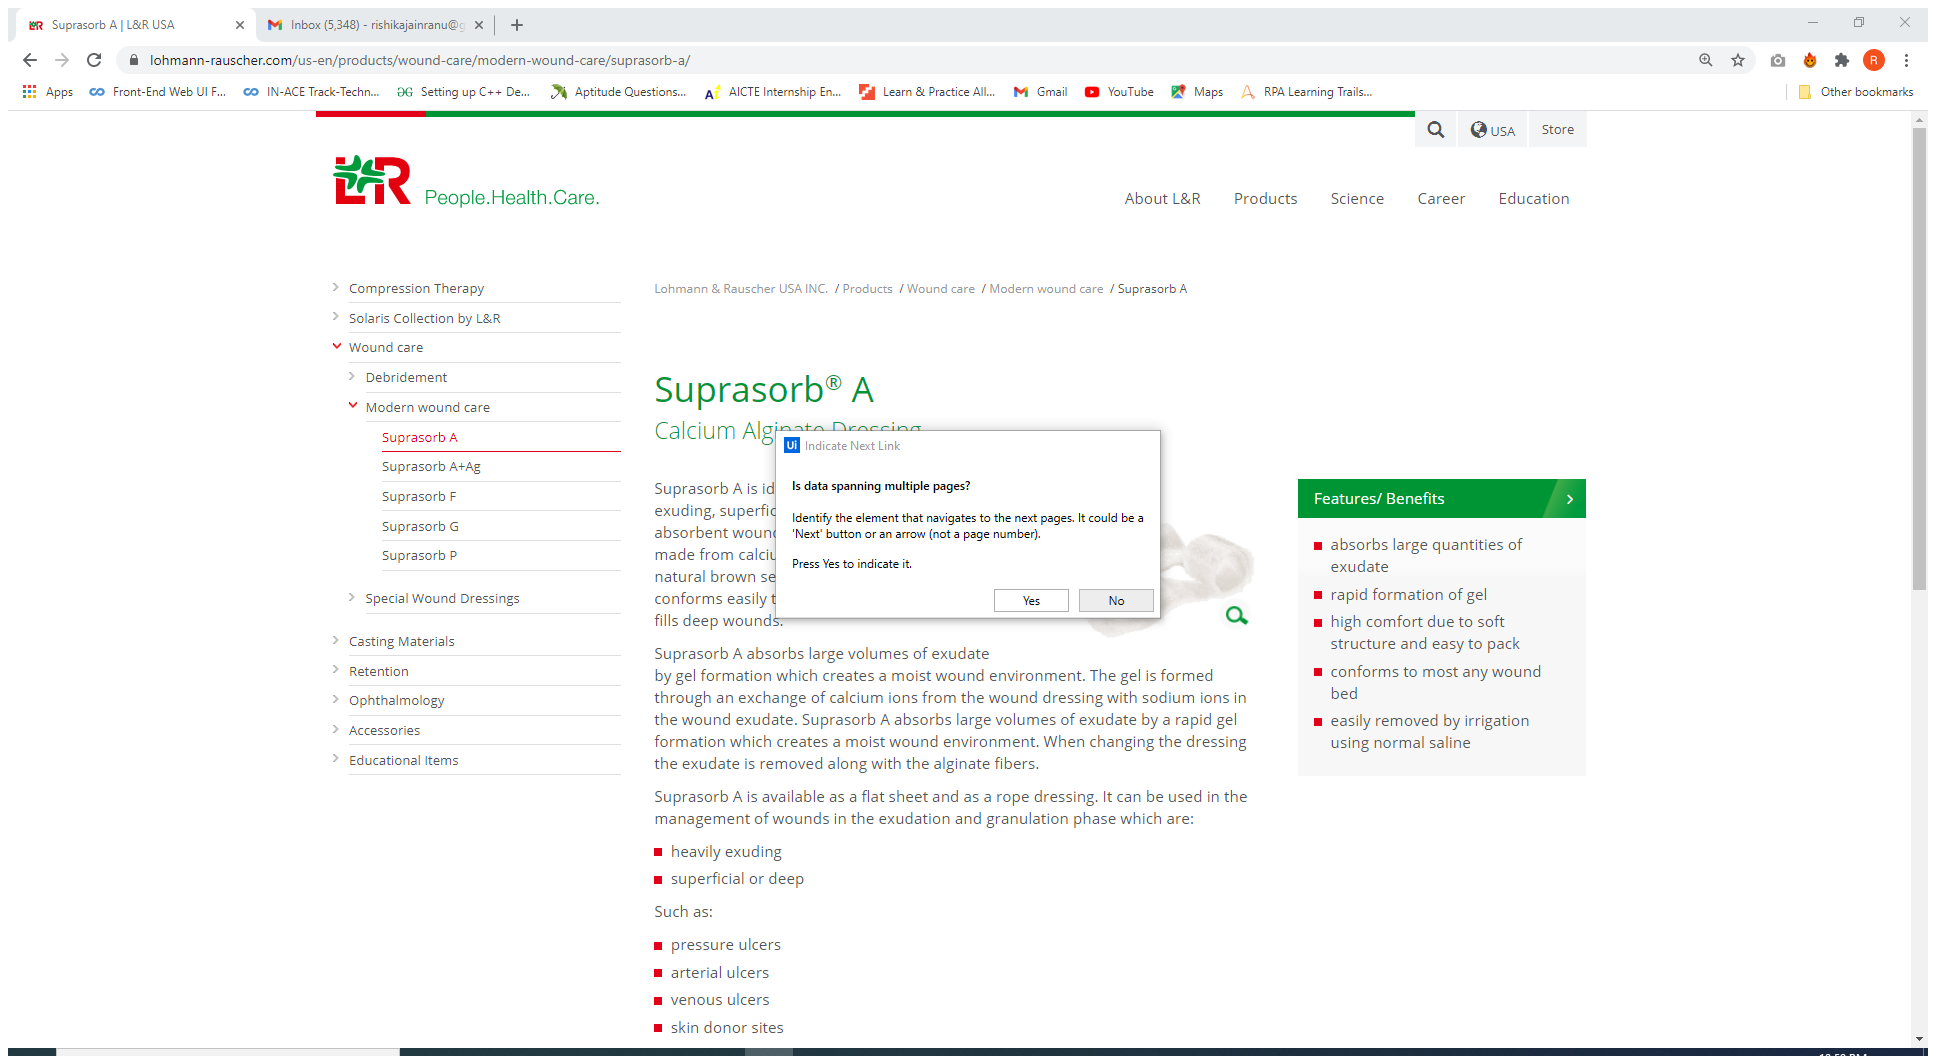 Suprasorb A | L&R USA
Inbox (5,348) - rishikajainranu@g
lohmann-rauscher.com/us-en/products/wound-care/modern-wound-care/suprasorb-a/
R
Apps
Front-End Web UI F...
IN-ACE Track-Techn...
Setting up C++ De...
Aptitude Questions...
AICTE Internship En...
Learn & Practice All...
Gmail
YouTube
Maps
RPA Learning Trails...
Other bookmarks
USA
Store
L&R
People.Health.Care.
About L&R
Products
Science
Career
Education
Compression Therapy
Solaris Collection by L&R
Wound care
Debridement
Modern wound care
Suprasorb A
Suprasorb A+Ag
Suprasorb F
Suprasorb G
Suprasorb P
Special Wound Dressings
Casting Materials
Retention
Ophthalmology
Accessories
Educational Items
Lohmann & Rauscher USA INC. / Products / Wound care / Modern wound care / Suprasorb A
Suprasorb® A
Calcium Alginate Dressing
Suprasorb A is
exuding,
absorbent
made from
natural brown
conforms easily
fills deep wounds.
Suprasorb A absorbs large volumes of exudate
by gel formation which creates a moist wound environment. The gel is formed
through an exchange of calcium ions from the wound dressing with sodium ions in
the wound exudate. Suprasorb A absorbs large volumes of exudate by a rapid gel
formation which creates a moist wound environment. When changing the dressing
the exudate is removed along with the alginate fibers.
Suprasorb A is available as a flat sheet and as a rope dressing. It can be used in the
management of wounds in the exudation and granulation phase which are:
heavily exuding
superficial or deep
Such as:
pressure ulcers
arterial ulcers
venous ulcers
skin donor sites
Ui Indicate Next Link
Is data spanning multiple pages?
Identify the element that navigates to the next pages. It could be a
'Next' button or an arrow (not a page number).
Press Yes to indicate it.
Yes
No
Features/ Benefits
absorbs large quantities of
exudate
rapid formation of gel
high comfort due to soft
structure and easy to pack
conforms to most any wound
bed
easily removed by irrigation
using normal saline